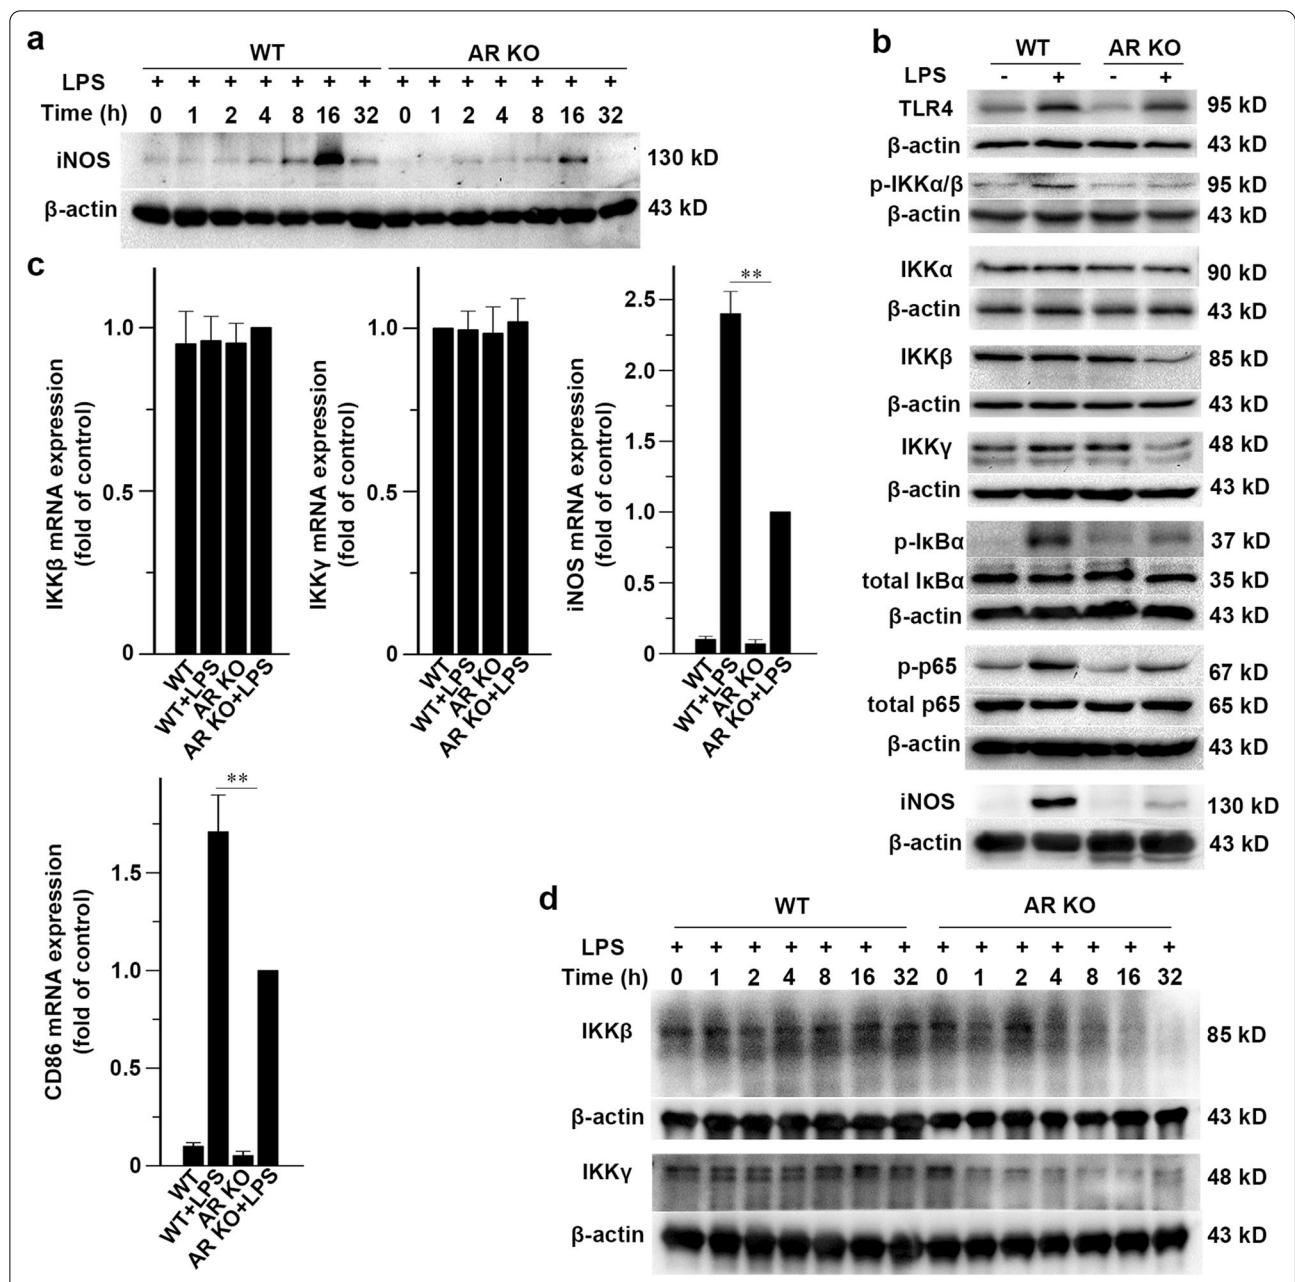 a
WT AR KO
LPS + + + + + + + + + + + + + +
Time (h) 0 1 2 4 8 16 32 0 1 2 4 8 16 32
iNOS 130 kD
β-actin 43 kD
b
WT AR KO
LPS - + - +
TLR4 95 kD
β-actin 43 kD
p-IKKα/β 95 kD
β-actin 43 kD
IKKα 90 kD
β-actin 43 kD
IKKβ 85 kD
β-actin 43 kD
IKKγ 48 kD
β-actin 43 kD
p-IκBα 37 kD
total IκBα 35 kD
β-actin 43 kD
p-p65 67 kD
total p65 65 kD
β-actin 43 kD
iNOS 130 kD
β-actin 43 kD
c
IKKβ mRNA expression
(fold of control)
1.0
0.5
0
WT
WT+LPS
AR KO
AR KO+LPS
IKKγ mRNA expression
(fold of control)
1.0
0.5
0
WT
WT+LPS
AR KO
AR KO+LPS
iNOS mRNA expression
(fold of control)
**
2.5
2.0
1.5
1.0
0.5
0
WT
WT+LPS
AR KO
AR KO+LPS
CD86 mRNA expression
(fold of control)
**
1.5
1.0
0.5
0
WT
WT+LPS
AR KO
AR KO+LPS
d
WT AR KO
LPS + + + + + + + + + + + + + +
Time (h) 0 1 2 4 8 16 32 0 1 2 4 8 16 32
IKKβ 85 kD
β-actin 43 kD
IKKγ 48 kD
β-actin 43 kD